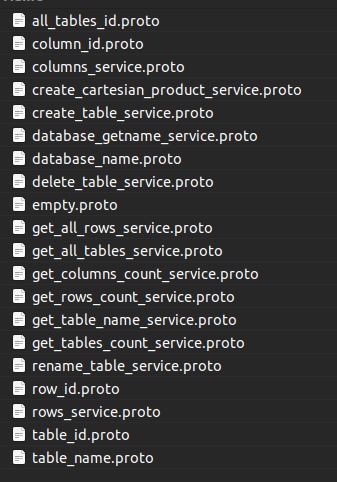 all_tables_id.proto
column_id.proto
columns_service.proto
create_cartesian_product_service.proto
create_table_service.proto
database_getname_service.proto
database_name.proto
delete_table_service.proto
empty.proto
get_all_rows_service.proto
get_all_tables_service.proto
get_columns_count_service.proto
get_rows_count_service.proto
get_table_name_service.proto
get_tables_count_service.proto
rename_table_service.proto
row_id.proto
rows_service.proto
table_id.proto
table_name.proto